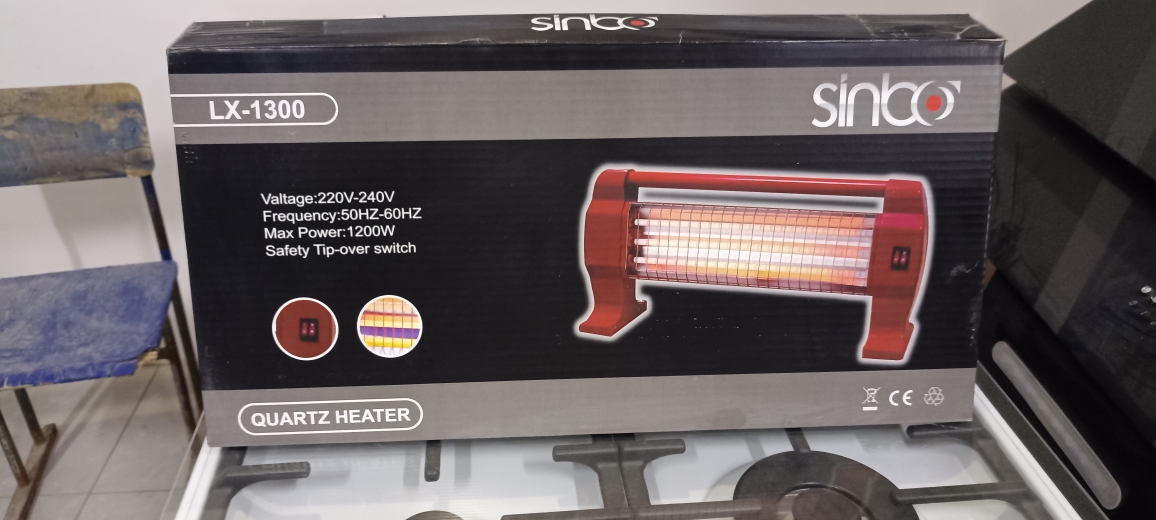 sinbo
LX-1300
sinbo
Valtage:220V-240V
Frequency:50HZ-60HZ
Max Power:1200W
Safety Tip-over switch
QUARTZ HEATER
CE